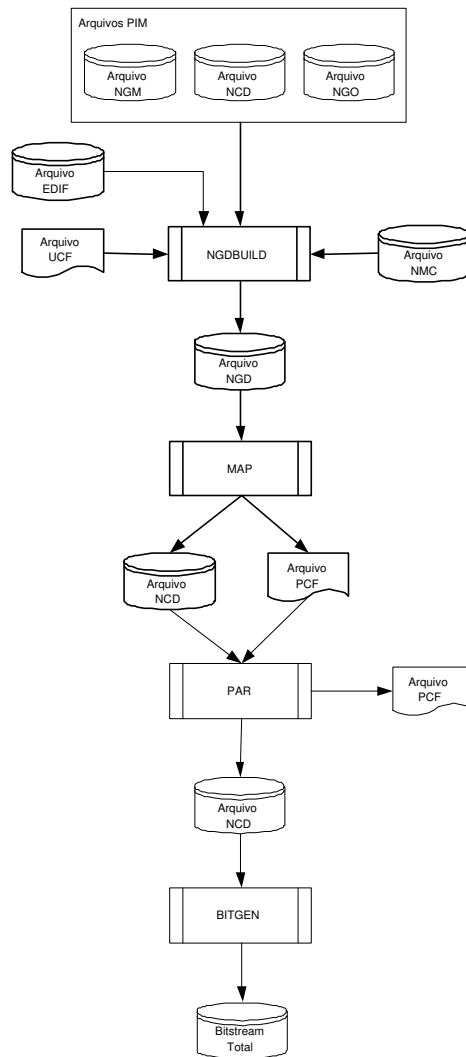 Arquivos PIM
Arquivo
NGM
Arquivo
NCD
Arquivo
NGO
Arquivo
EDIF
Arquivo
UCF
NGDBUILD
Arquivo
NMC
Arquivo
NGD
MAP
Arquivo
NCD
Arquivo
PCF
PAR
Arquivo
PCF
Arquivo
NCD
BITGEN
Bitstream
Total